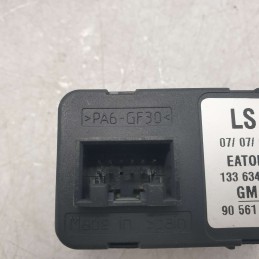 >PA6-GF30<
LS
07/ 07/
EATO
133 634
GM
90 561